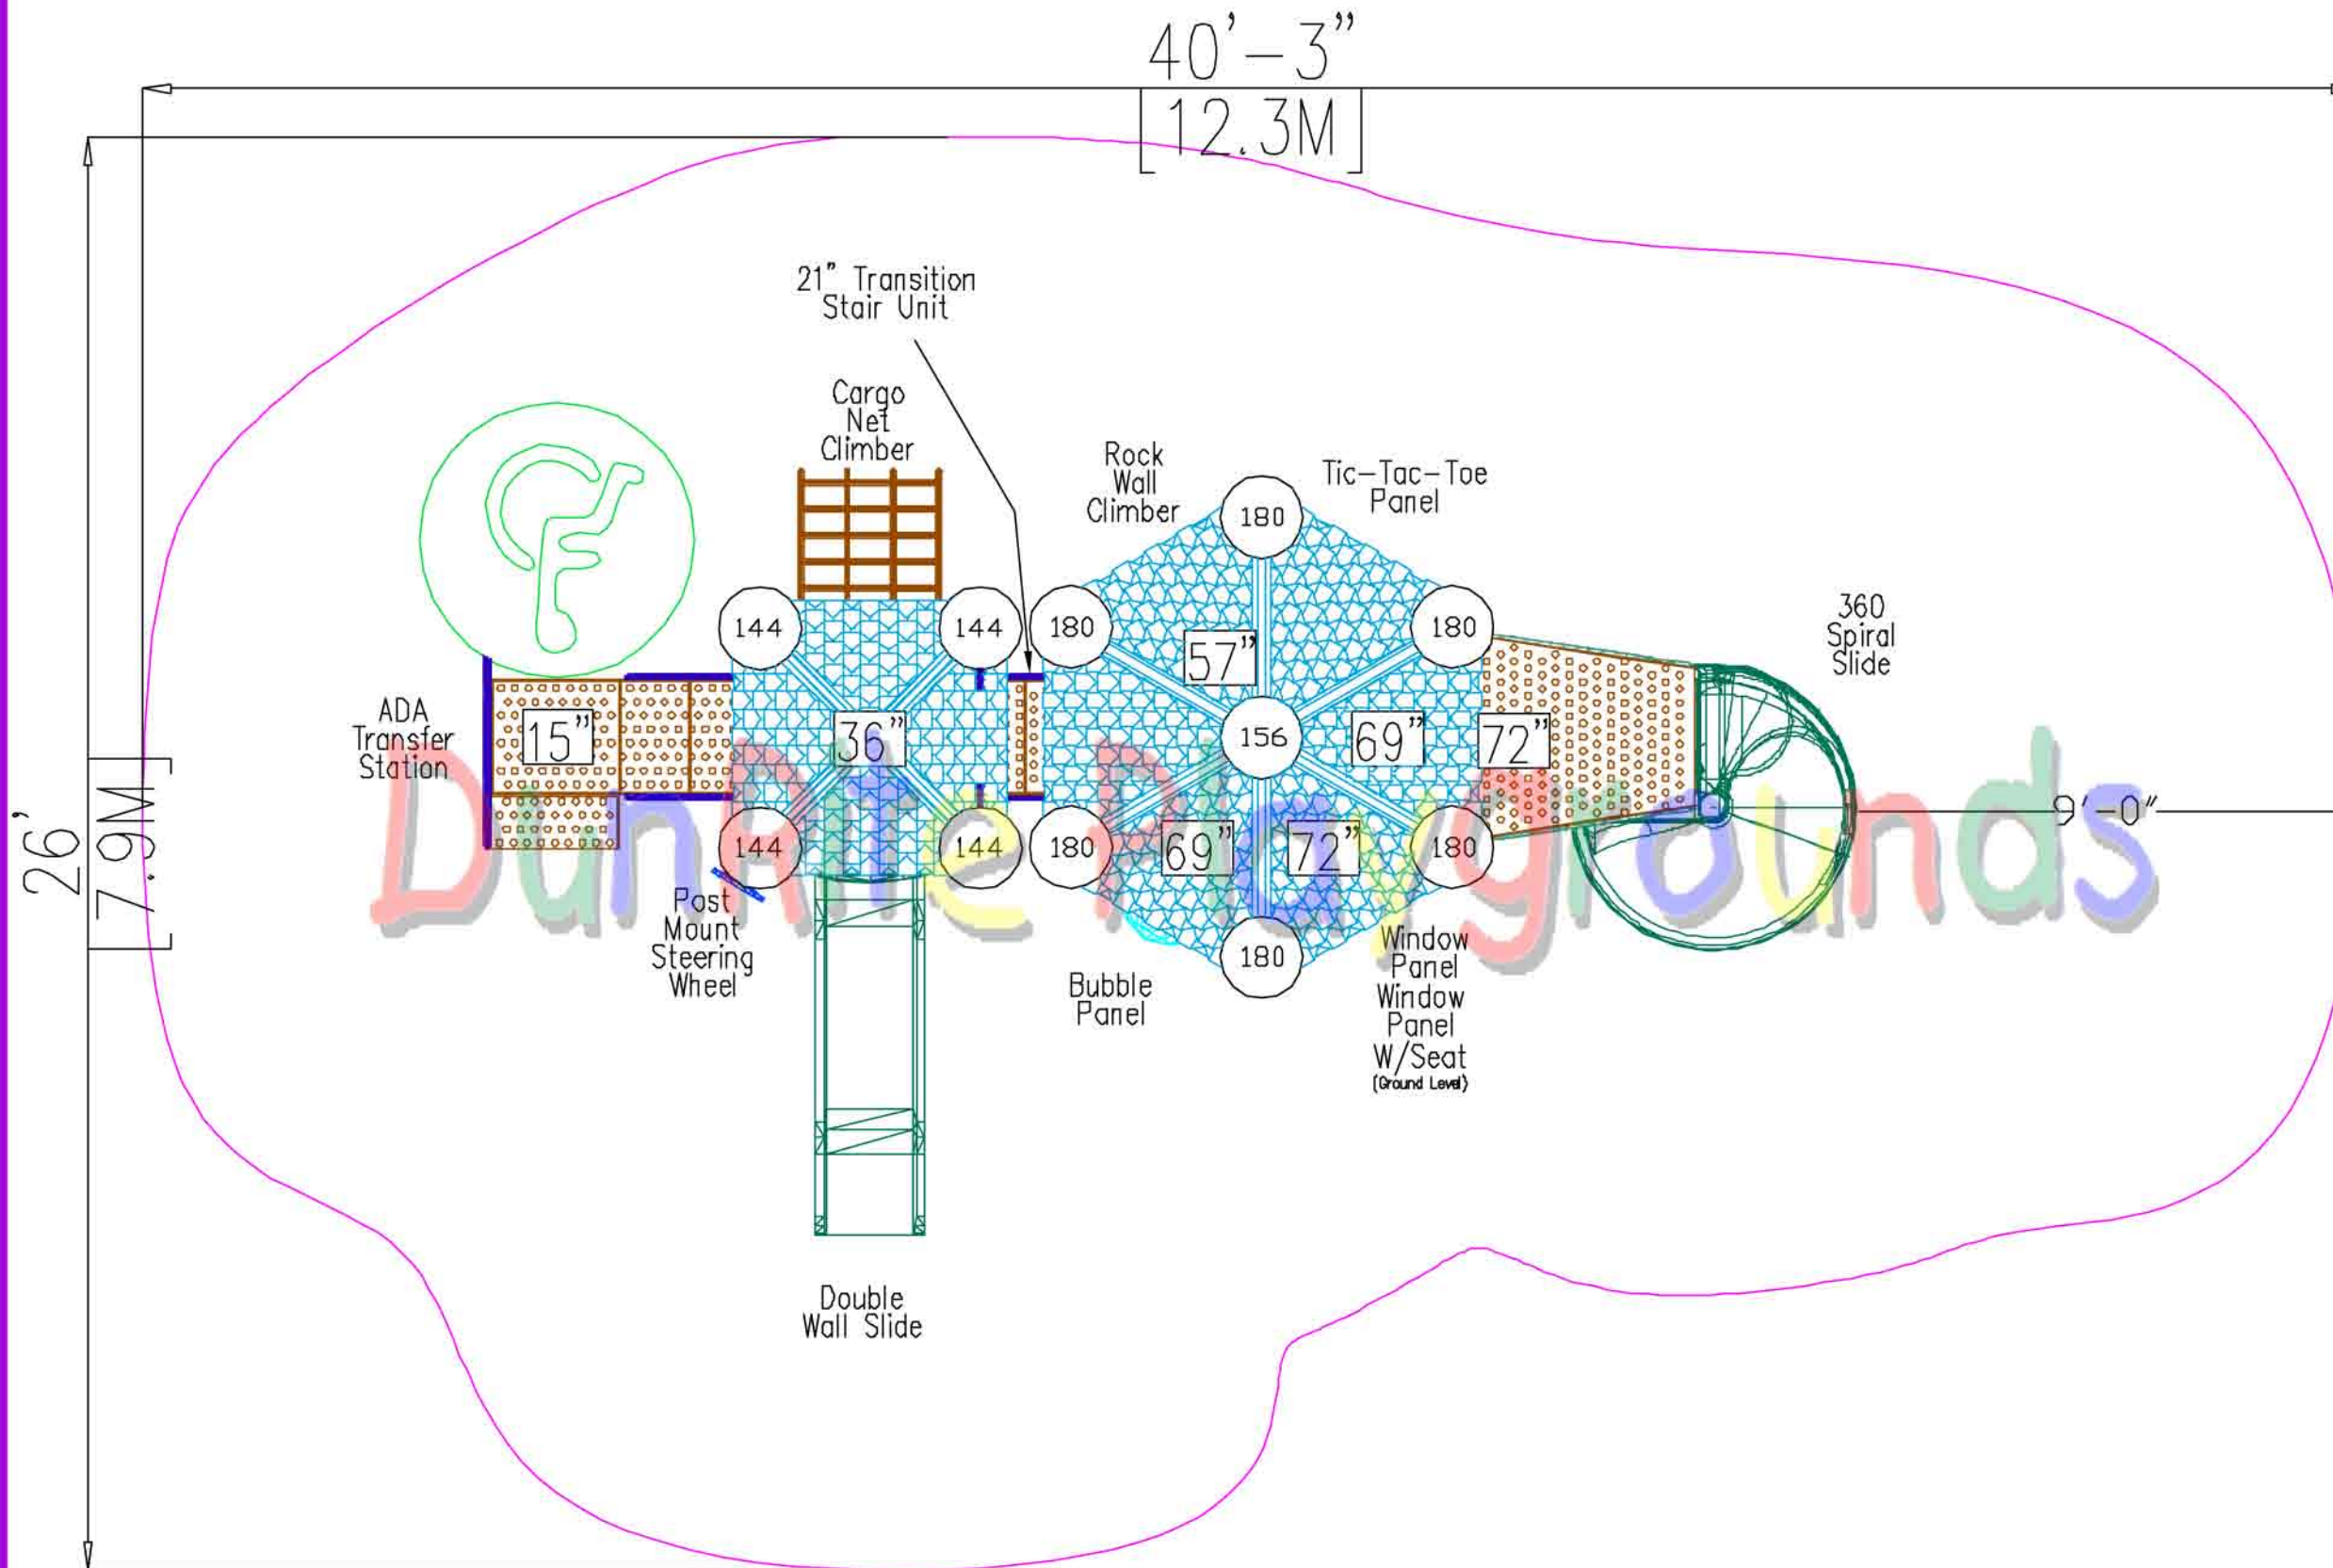 40'-3"
[12.3M]
21" Transition
Stair Unit
Cargo
Net
Climber
Rock
Wall
Climber
Tic-Tac-Toe
Panel
180
360
Spiral
Slide
144
144
180
180
57"
ADA
Transfer
Station
15"
36"
156
69"
72"
DunRite Playgrounds
9'-0"
26'
[7.9M]
144
144
180
69"
72"
180
Post
Mount
Steering
Wheel
180
Bubble
Panel
Window
Panel
Window
Panel
W/Seat
(Ground Level)
Double
Wall Slide